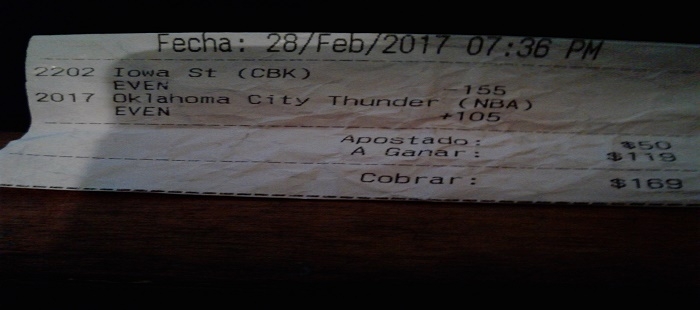 Fecha: 28/Feb/2017 07:36 PM
2202 Iowa St (CBK)
EVEN -155
2017 Oklahoma City Thunder (NBA)
EVEN +105
Apostado: $50
A Ganar: $119
Cobrar: $169